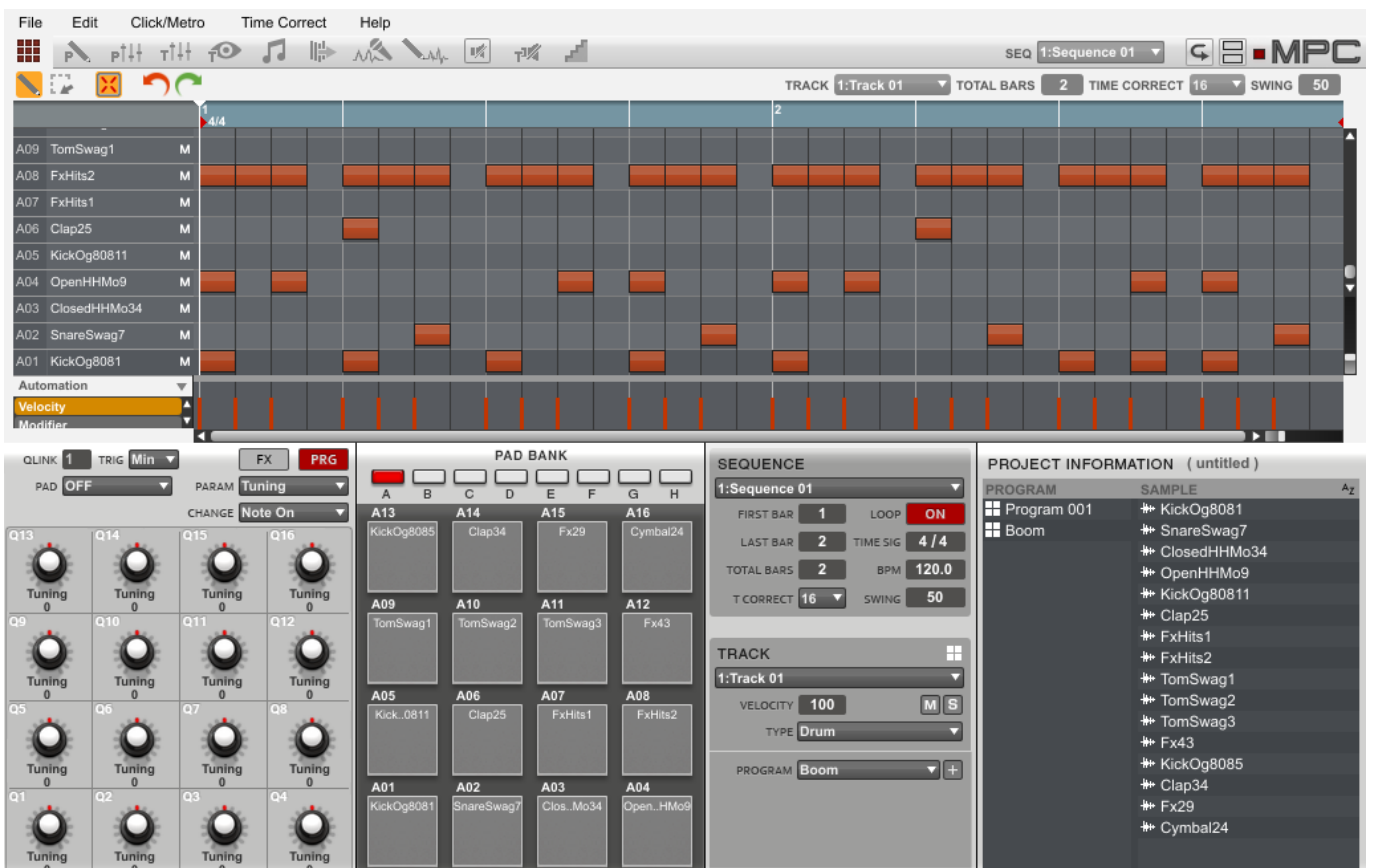 File Edit Click/Metro Time Correct Help
SEQ 1:Sequence 01 MPC
TRACK 1:Track 01 TOTAL BARS 2 TIME CORRECT 16 SWING 50
1 2
4/4
A09 TomSwag1 M
A08 FxHits2 M
A07 FxHits1 M
A06 Clap25 M
A05 KickOg80811 M
A04 OpenHHMo9 M
A03 ClosedHHMo34 M
A02 SnareSwag7 M
A01 KickOg8081 M
Automation
Velocity
Modifier
QLINK 1 TRIG Min FX PRG
PAD OFF PARAM Tuning
CHANGE Note On
Q13 Q14 Q15 Q16
Tuning Tuning Tuning Tuning
0 0 0 0
Q9 Q10 Q11 Q12
Tuning Tuning Tuning Tuning
0 0 0 0
Q5 Q6 Q7 Q8
Tuning Tuning Tuning Tuning
0 0 0 0
Q1 Q2 Q3 Q4
Tuning Tuning Tuning Tuning
0 0 0 0
PAD BANK
A B C D E F G H
A13 A14 A15 A16
KickOg8085 Clap34 Fx29 Cymbal24
A09 A10 A11 A12
TomSwag1 TomSwag2 TomSwag3 Fx43
A05 A06 A07 A08
Kick..0811 Clap25 FxHits1 FxHits2
A01 A02 A03 A04
KickOg8081 SnareSwag7 Clos..Mo34 Open..HMo9
SEQUENCE
1:Sequence 01
FIRST BAR 1 LOOP ON
LAST BAR 2 TIME SIG 4 / 4
TOTAL BARS 2 BPM 120.0
T CORRECT 16 SWING 50
TRACK
1:Track 01
VELOCITY 100 M S
TYPE Drum
PROGRAM Boom +
PROJECT INFORMATION ( untitled )
PROGRAM SAMPLE AZ
Program 001 KickOg8081
Boom SnareSwag7
ClosedHHMo34
OpenHHMo9
KickOg80811
Clap25
FxHits1
FxHits2
TomSwag1
TomSwag2
TomSwag3
Fx43
KickOg8085
Clap34
Fx29
Cymbal24